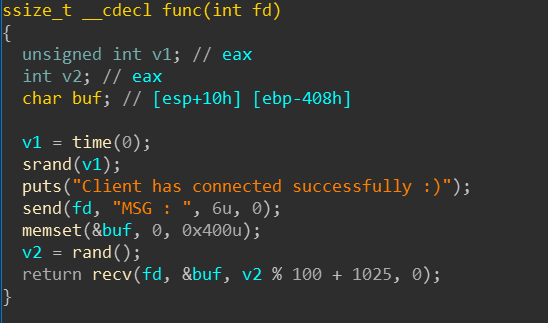 ssize_t __cdecl func(int fd)
{
  unsigned int v1; // eax
  int v2; // eax
  char buf; // [esp+10h] [ebp-408h]

  v1 = time(0);
  srand(v1);
  puts("Client has connected successfully :)");
  send(fd, "MSG : ", 6u, 0);
  memset(&buf, 0, 0x400u);
  v2 = rand();
  return recv(fd, &buf, v2 % 100 + 1025, 0);
}